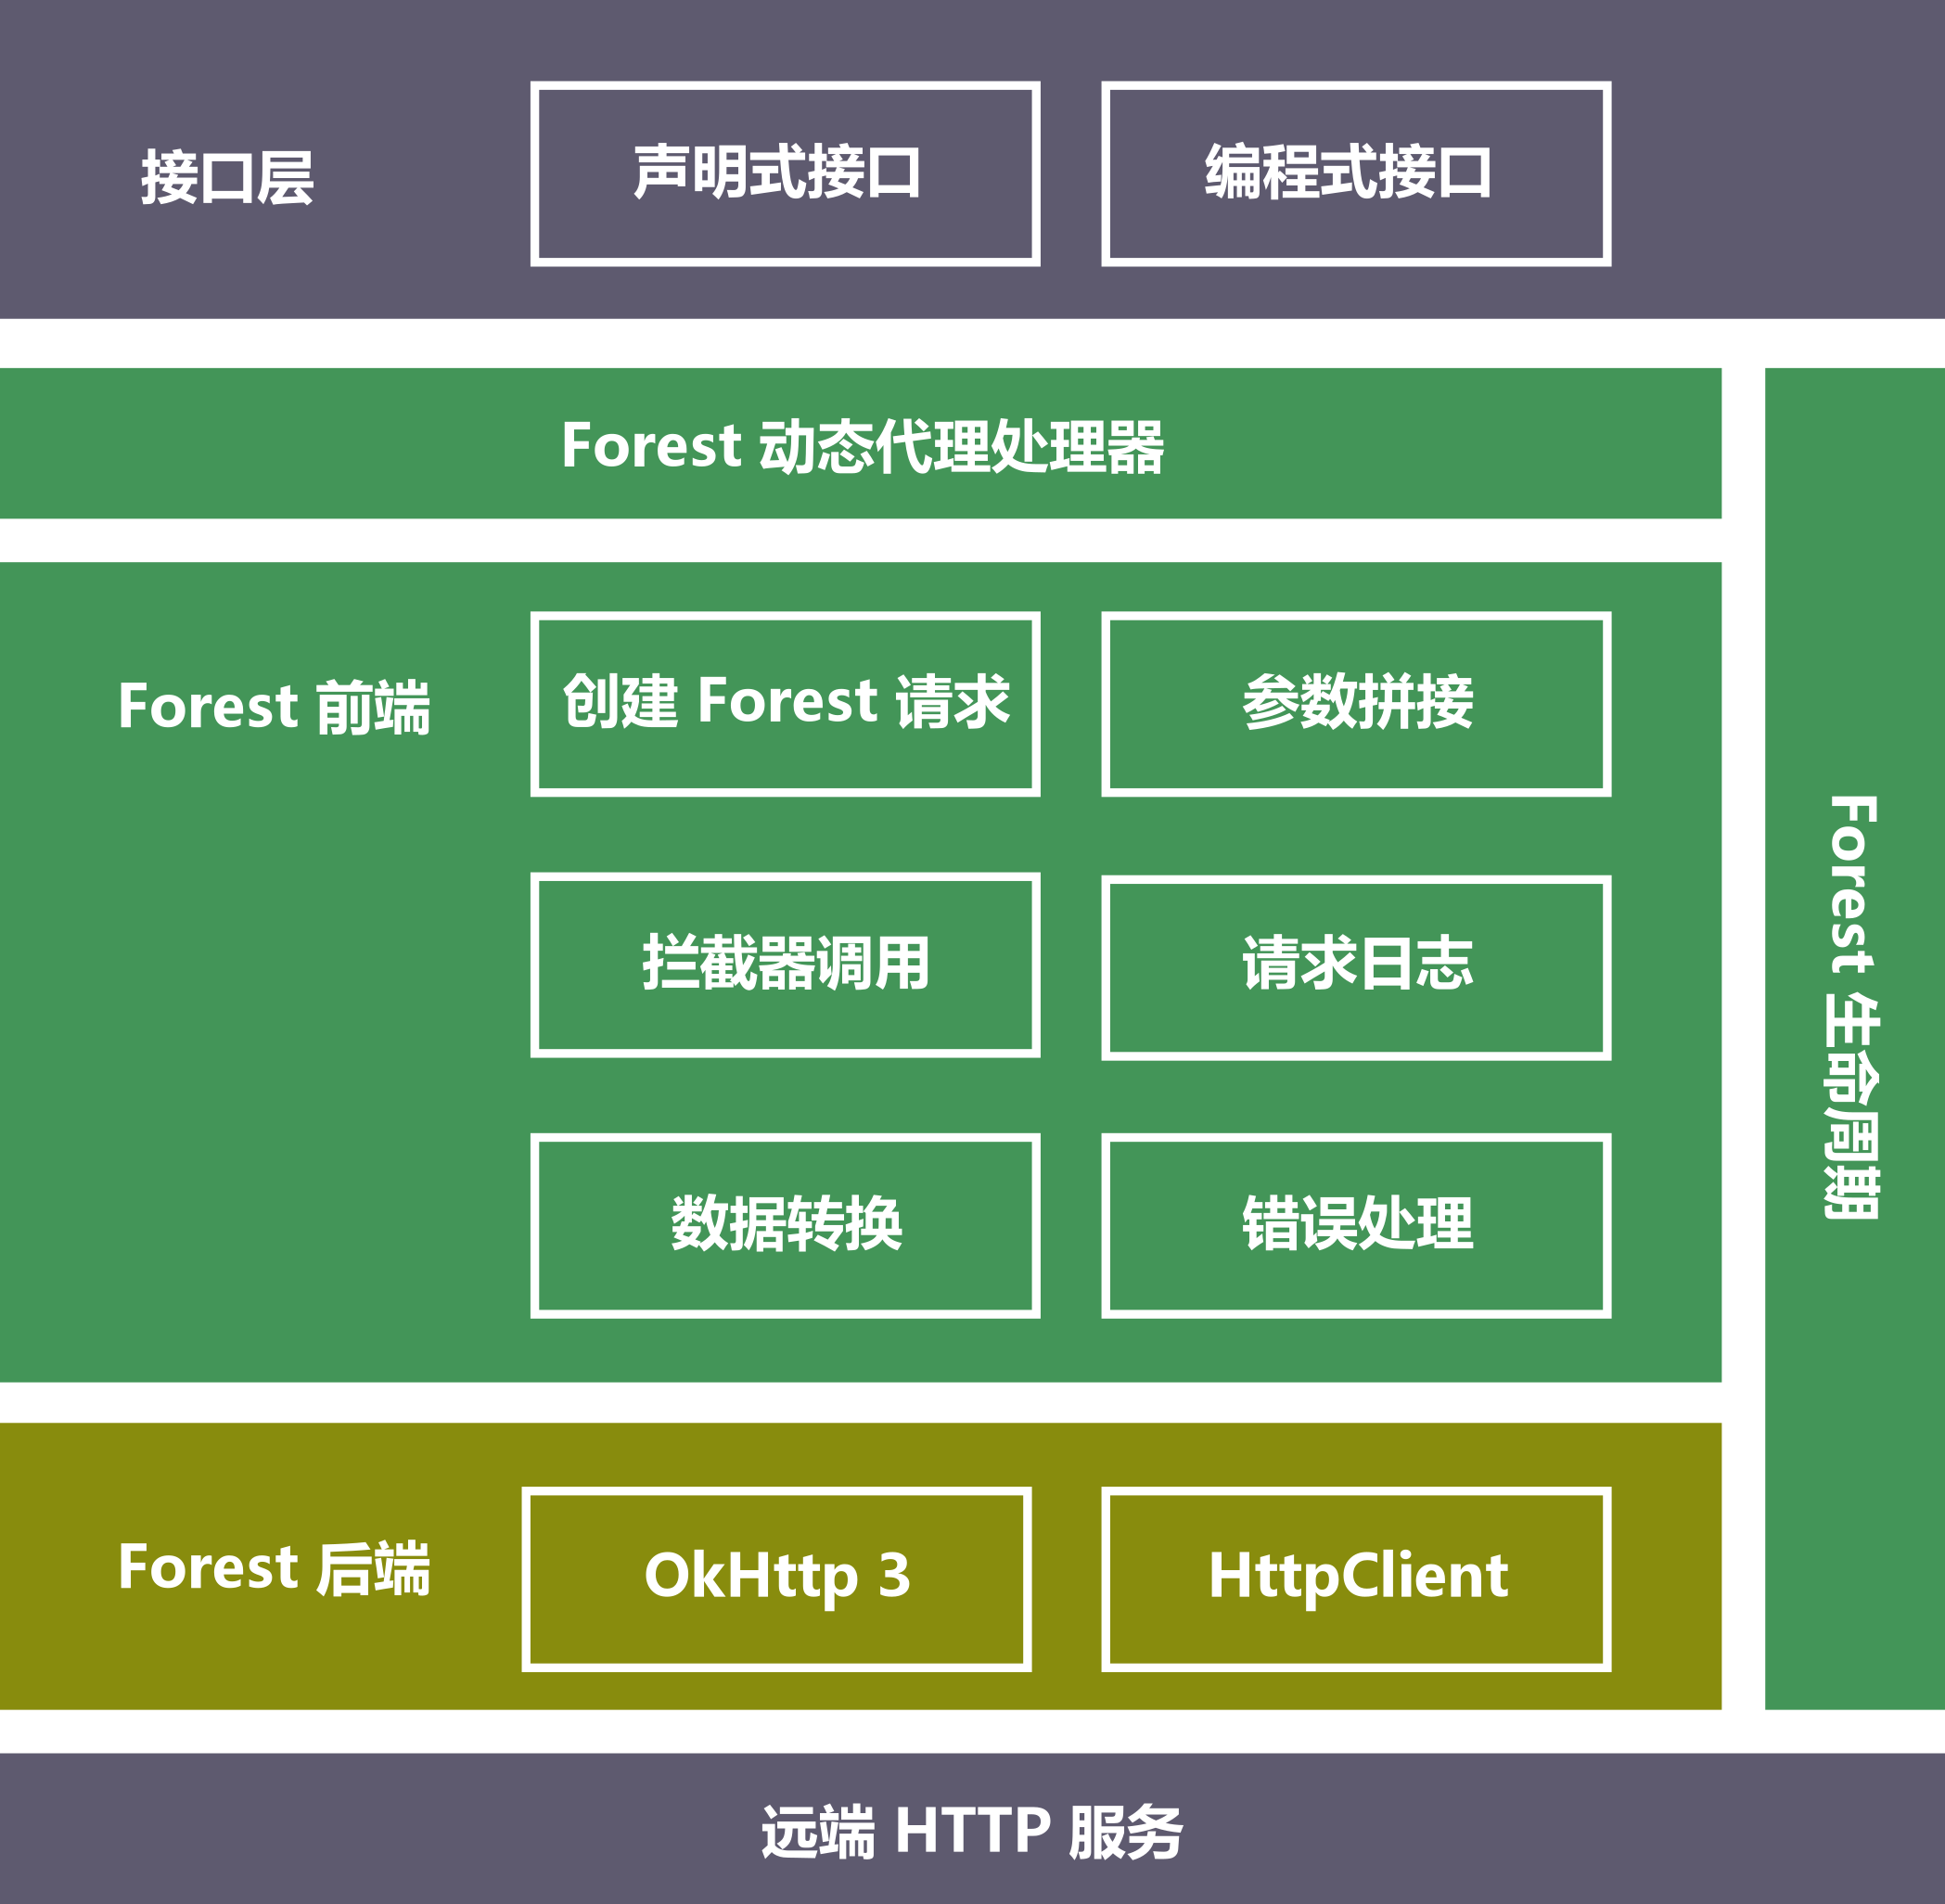 接口层
声明式接口
编程式接口
Forest 动态代理处理器
Forest 前端
创建 Forest 请求
参数拼接
拦截器调用
请求日志
数据转换
错误处理
Forest 生命周期
Forest 后端
OkHttp 3
HttpClient
远端 HTTP 服务